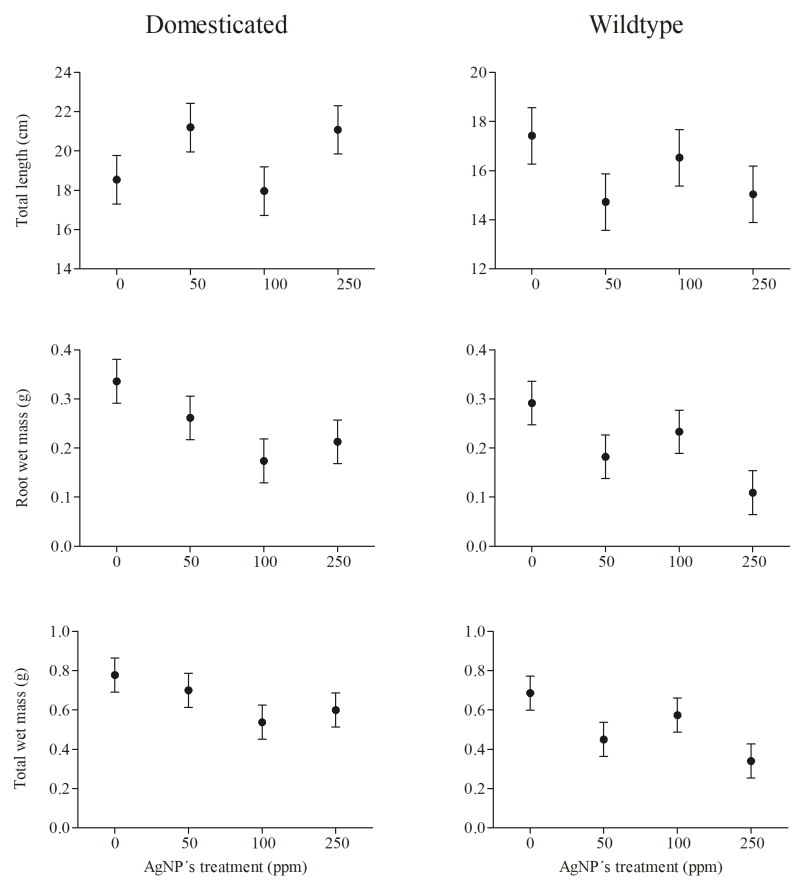 Domesticated
Wildtype
Total length (cm)
24
22
20
18
16
14
0 50 100 250
20
18
16
14
12
0 50 100 250
Root wet mass (g)
0.4
0.3
0.2
0.1
0.0
0 50 100 250
0.4
0.3
0.2
0.1
0.0
0 50 100 250
Total wet mass (g)
1.0
0.8
0.6
0.4
0.2
0.0
0 50 100 250
AgNP´s treatment (ppm)
1.0
0.8
0.6
0.4
0.2
0.0
0 50 100 250
AgNP´s treatment (ppm)